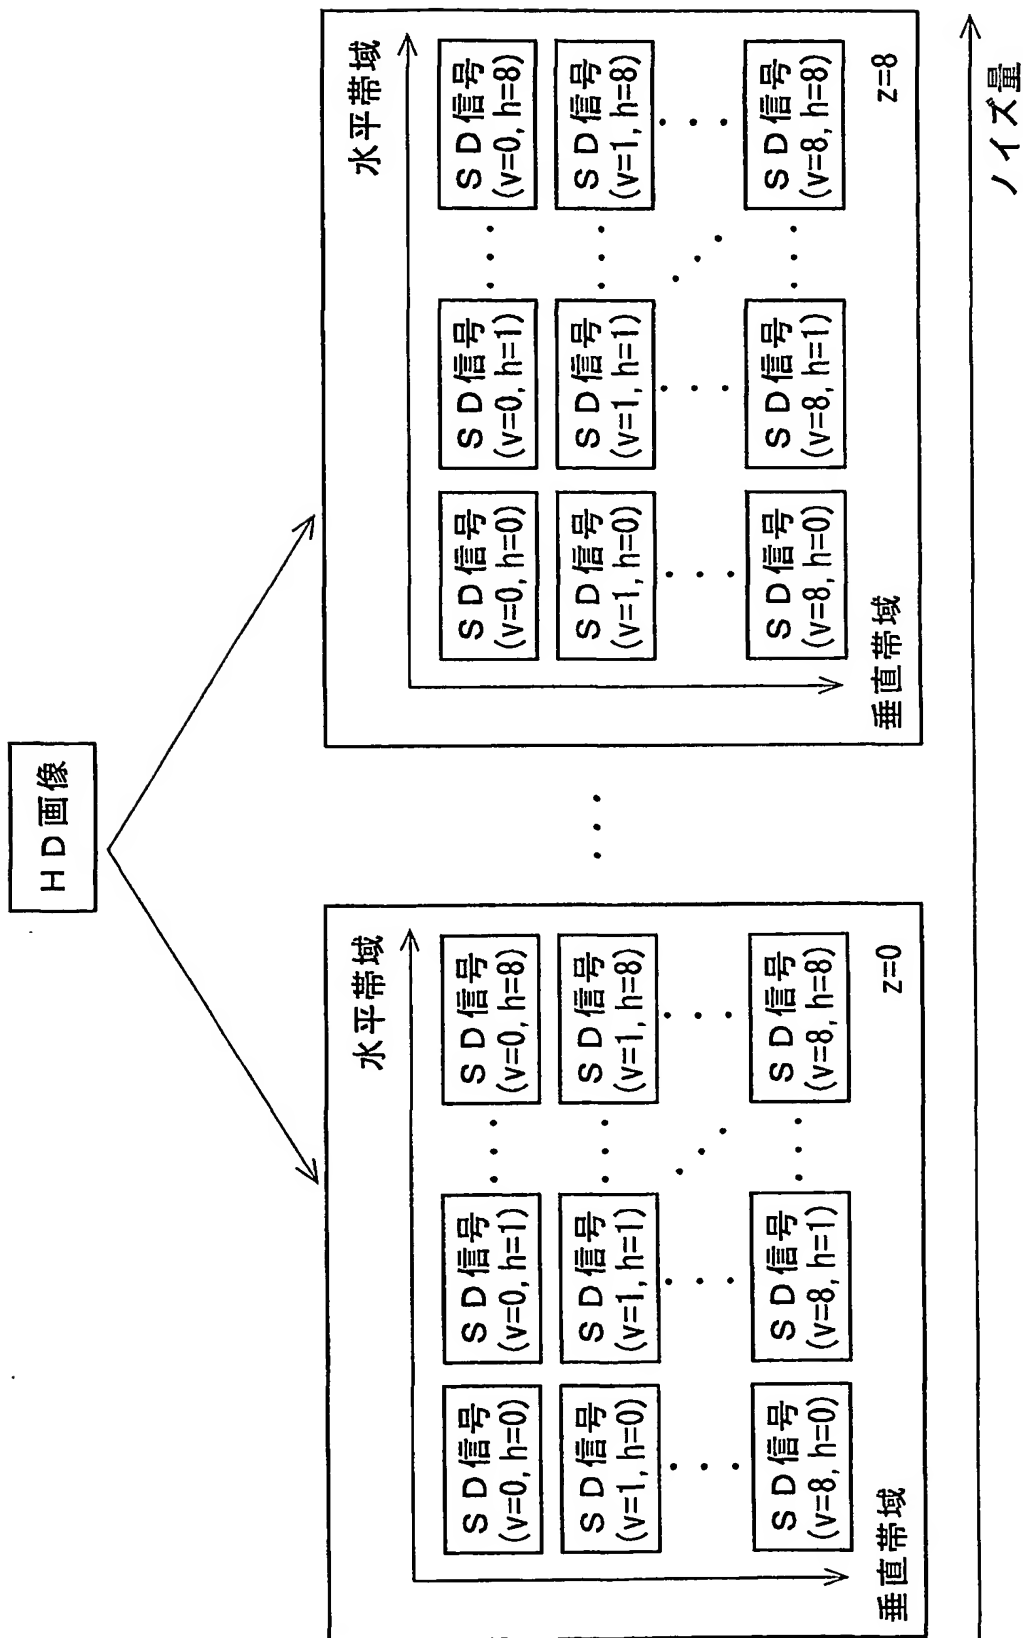 ＨＤ画像
水平帯域
ＳＤ信号
(v=0, h=0)
ＳＤ信号
(v=0, h=1)
ＳＤ信号
(v=0, h=8)
ＳＤ信号
(v=1, h=0)
ＳＤ信号
(v=1, h=1)
ＳＤ信号
(v=1, h=8)
ＳＤ信号
(v=8, h=0)
ＳＤ信号
(v=8, h=1)
ＳＤ信号
(v=8, h=8)
垂直帯域
z=0
水平帯域
ＳＤ信号
(v=0, h=0)
ＳＤ信号
(v=0, h=1)
ＳＤ信号
(v=0, h=8)
ＳＤ信号
(v=1, h=0)
ＳＤ信号
(v=1, h=1)
ＳＤ信号
(v=1, h=8)
ＳＤ信号
(v=8, h=0)
ＳＤ信号
(v=8, h=1)
ＳＤ信号
(v=8, h=8)
垂直帯域
z=8
ノイズ量